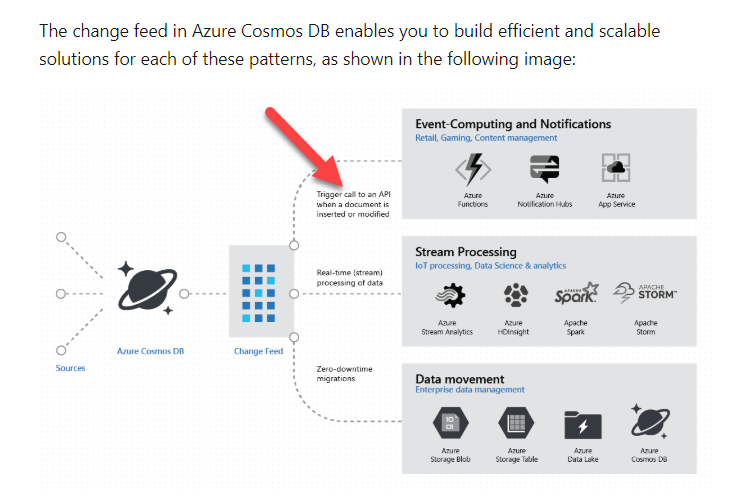 The change feed in Azure Cosmos DB enables you to build efficient and scalable
solutions for each of these patterns, as shown in the following image:
Event-Computing and Notifications
Retail, Gaming, Content management
Azure
Functions
Azure
Notification Hubs
Azure
App Service
Trigger call to an API
when a document is
inserted or modified
Stream Processing
IoT processing, Data Science & analytics
Real-time (stream)
processing of data
APACHE
Spark
APACHE
STORM™
Azure
Stream Analytics
Azure
HDInsight
Apache
Spark
Apache
Storm
Sources
Azure Cosmos DB
Change Feed
Zero-downtime
migrations
Data movement
Enterprise data management
10
01
Azure
Storage Blob
Azure
Storage Table
Azure
Data Lake
Azure
Cosmos DB